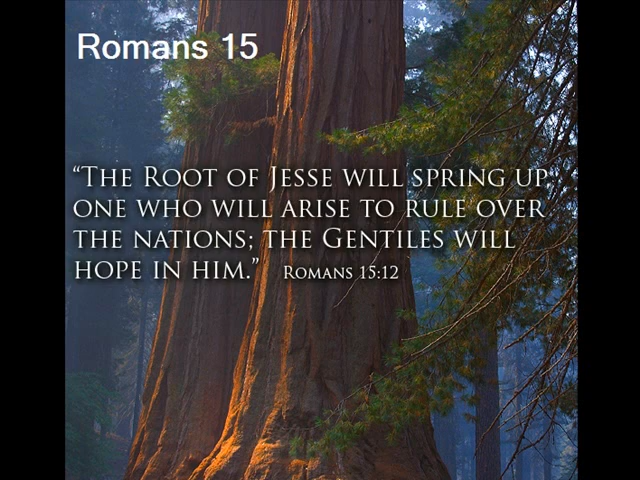 Romans 15
“The Root of Jesse will spring up
one who will arise to rule over
the nations; the Gentiles will
hope in him.” Romans 15:12